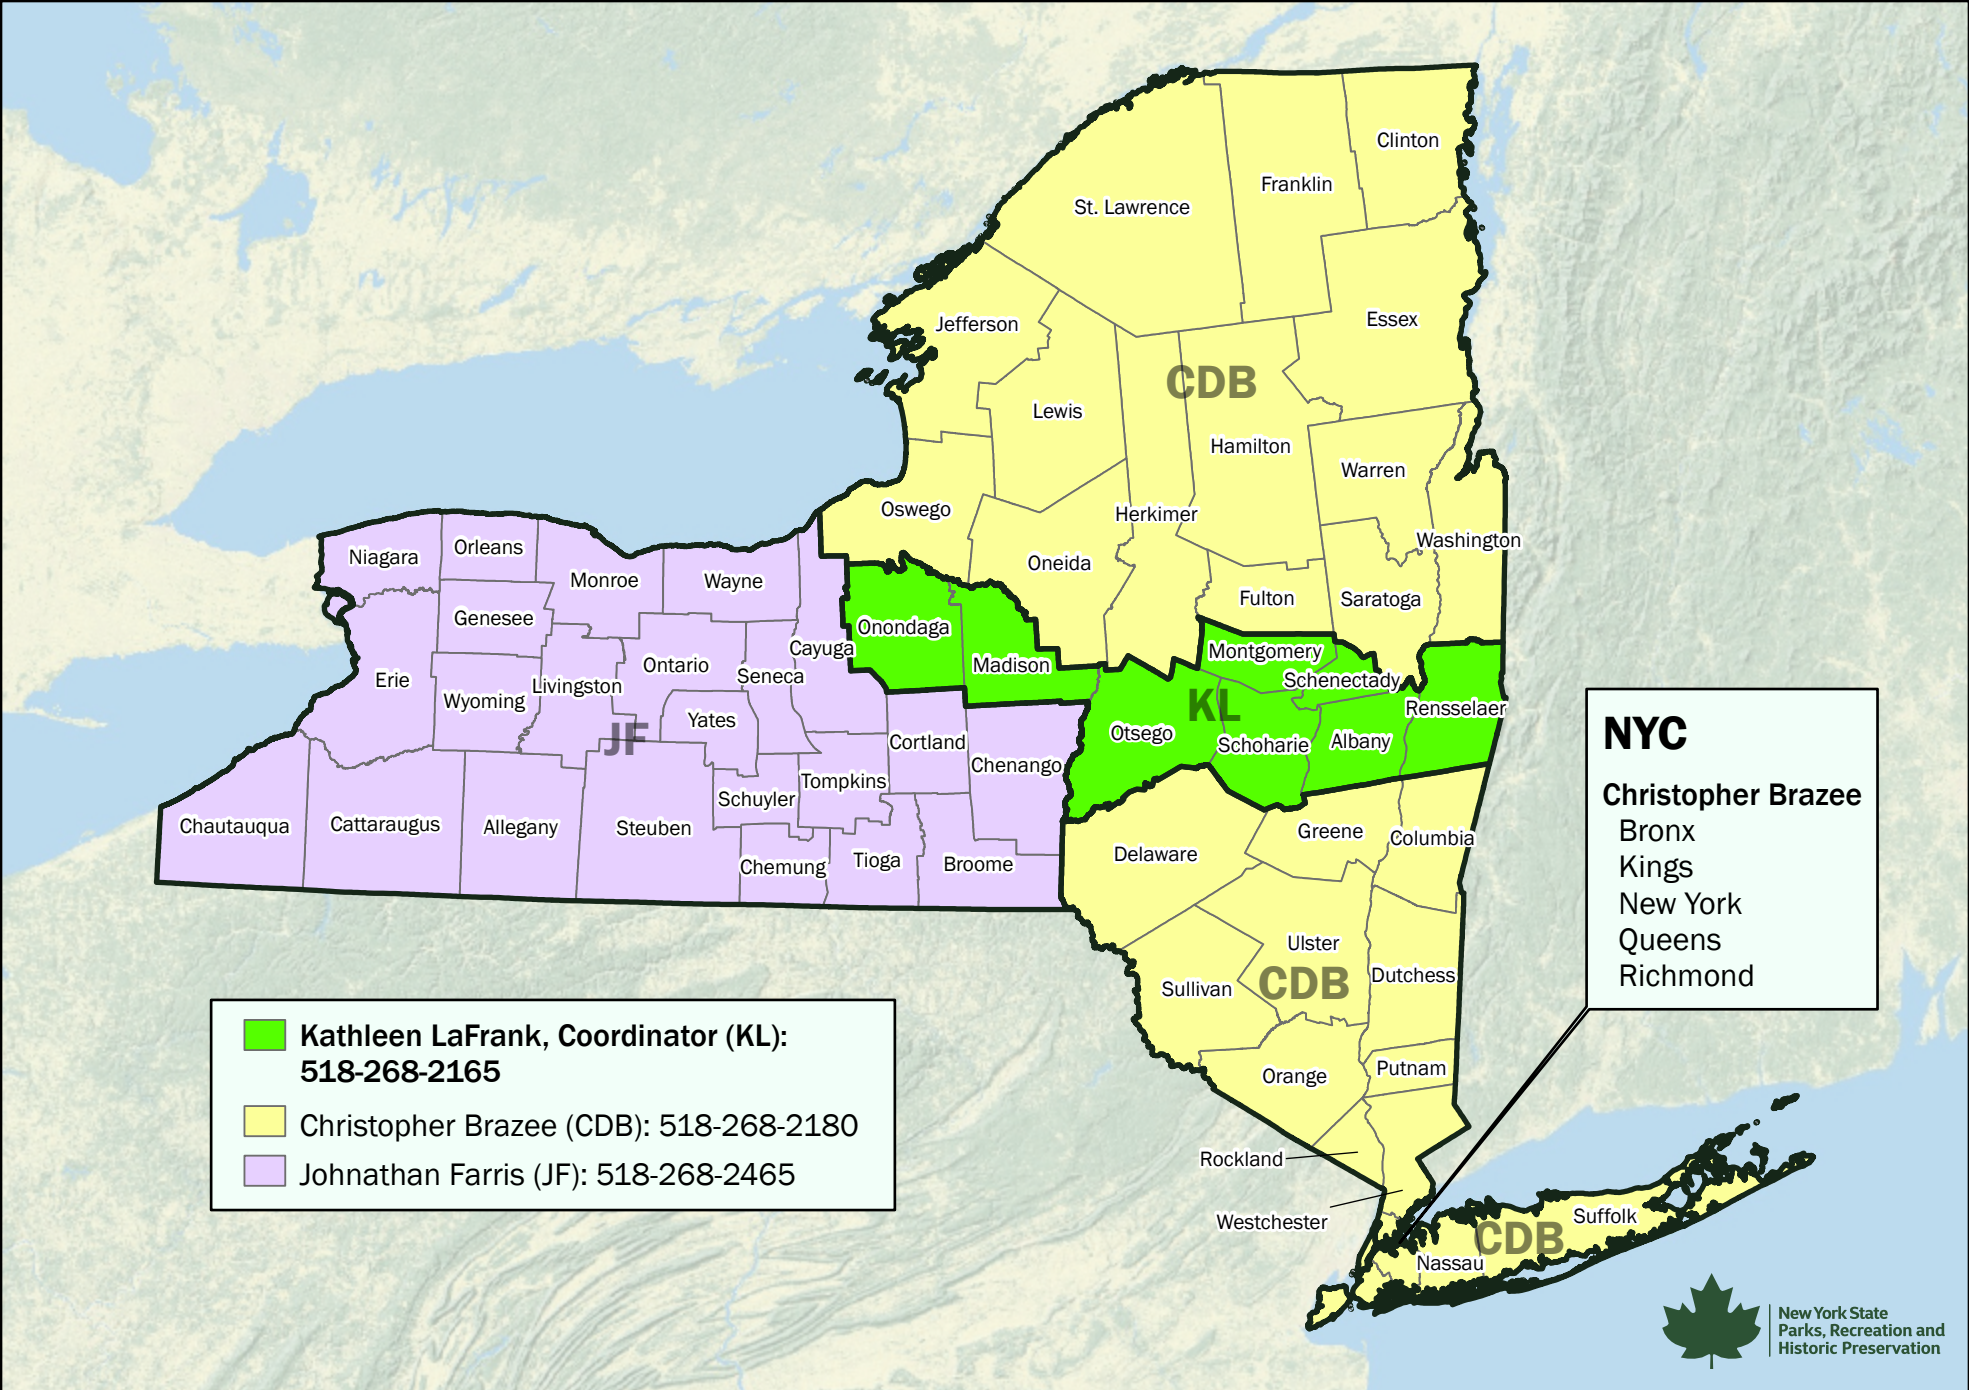 Clinton
Franklin
St. Lawrence
Essex
Jefferson
CDB
Lewis
Hamilton
Warren
Oswego
Herkimer
Washington
Oneida
Fulton
Saratoga
Niagara
Orleans
Monroe
Wayne
Genesee
Onondaga
Cayuga
Madison
Montgomery
Schenectady
Ontario
Seneca
Erie
Livingston
Wyoming
Yates
JF
KL
Rensselaer
Otsego
Schoharie
Albany
Cortland
Chenango
Tompkins
Schuyler
Chautauqua
Cattaraugus
Allegany
Steuben
Chemung
Tioga
Broome
Greene
Columbia
Delaware
Ulster
CDB
Dutchess
Sullivan
Orange
Putnam
Rockland
Westchester
Suffolk
CDB
Nassau
NYC
Christopher Brazee
Bronx
Kings
New York
Queens
Richmond
Kathleen LaFrank, Coordinator (KL):
518-268-2165
Christopher Brazee (CDB): 518-268-2180
Johnathan Farris (JF): 518-268-2465
New York State
Parks, Recreation and
Historic Preservation